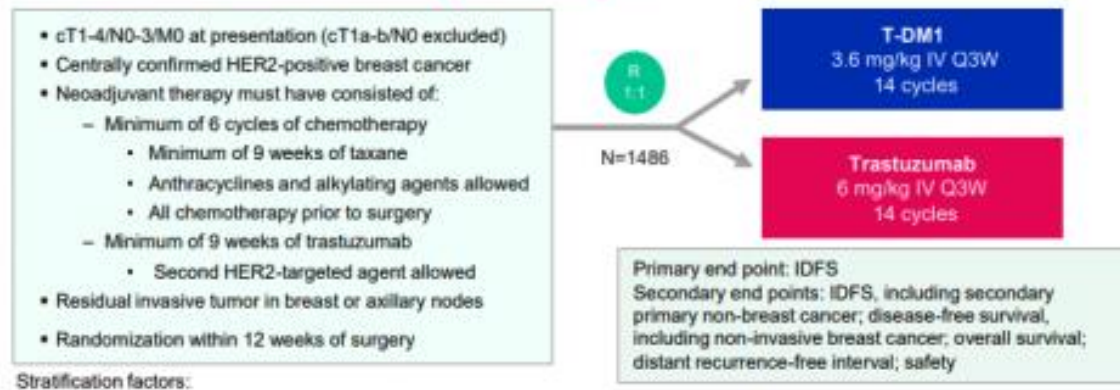 • cT1-4/N0-3/M0 at presentation (cT1a-b/N0 excluded)
• Centrally confirmed HER2-positive breast cancer
• Neoadjuvant therapy must have consisted of:
– Minimum of 6 cycles of chemotherapy
• Minimum of 9 weeks of taxane
• Anthracyclines and alkylating agents allowed
• All chemotherapy prior to surgery
– Minimum of 9 weeks of trastuzumab
• Second HER2-targeted agent allowed
• Residual invasive tumor in breast or axillary nodes
• Randomization within 12 weeks of surgery
Stratification factors:
R
1:1
N=1486
T-DM1
3.6 mg/kg IV Q3W
14 cycles
Trastuzumab
6 mg/kg IV Q3W
14 cycles
Primary end point: IDFS
Secondary end points: IDFS, including secondary
primary non-breast cancer; disease-free survival,
including non-invasive breast cancer; overall survival;
distant recurrence-free interval; safety